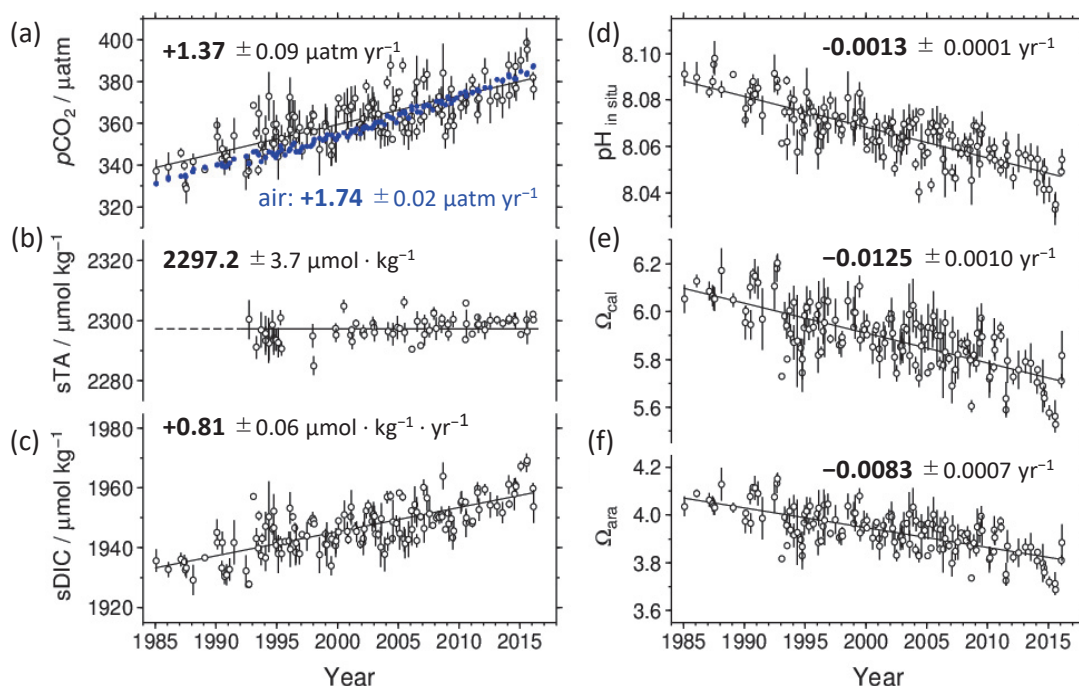 (a)
+1.37 ± 0.09 μatm yr⁻¹
400
380
360
340
320
pCO₂ / μatm
air: +1.74 ± 0.02 μatm yr⁻¹
(b)
2297.2 ± 3.7 μmol · kg⁻¹
2320
2300
2280
sTA / μmol kg⁻¹
(c)
+0.81 ± 0.06 μmol · kg⁻¹ · yr⁻¹
1980
1960
1940
1920
sDIC / μmol kg⁻¹
1985 1990 1995 2000 2005 2010 2015
Year
(d)
-0.0013 ± 0.0001 yr⁻¹
8.10
8.08
8.06
8.04
pH in situ
(e)
−0.0125 ± 0.0010 yr⁻¹
6.2
6.0
5.8
5.6
Ωcal
(f)
−0.0083 ± 0.0007 yr⁻¹
4.2
4.0
3.8
3.6
Ωara
1985 1990 1995 2000 2005 2010 2015
Year